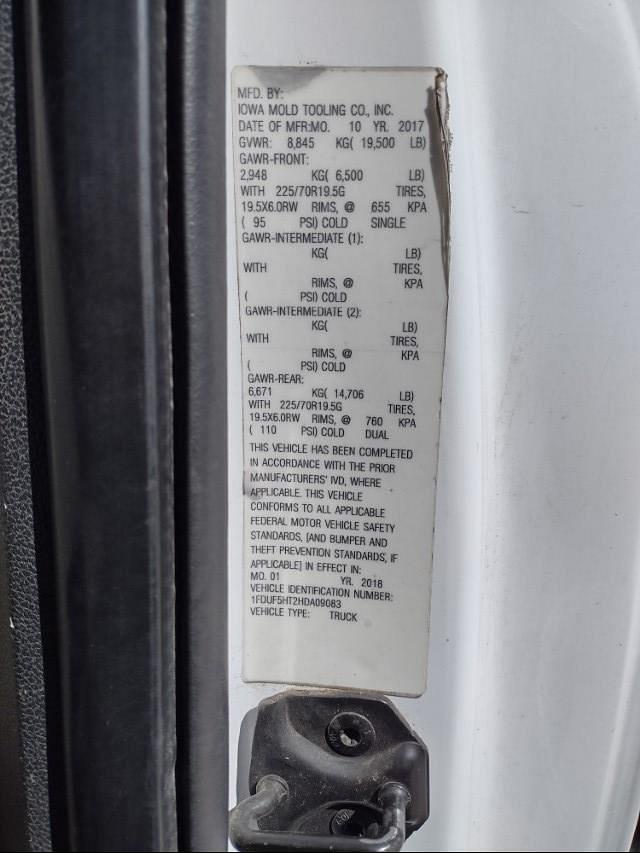 MFD. BY:
IOWA MOLD TOOLING CO., INC.
DATE OF MFR:MO. 10 YR. 2017
GVWR: 8,845 KG( 19,500 LB)
GAWR-FRONT:
2,948 KG( 6,500 LB)
WITH 225/70R19.5G TIRES,
19.5X6.0RW RIMS, @ 655 KPA
( 95 PSI) COLD SINGLE
GAWR-INTERMEDIATE (1):
KG( LB)
WITH TIRES,
RIMS, @ KPA
( PSI) COLD
GAWR-INTERMEDIATE (2):
KG( LB)
WITH TIRES,
RIMS, @ KPA
( PSI) COLD
GAWR-REAR:
6,671 KG( 14,706 LB)
WITH 225/70R19.5G TIRES,
19.5X6.0RW RIMS, @ 760 KPA
( 110 PSI) COLD DUAL
THIS VEHICLE HAS BEEN COMPLETED
IN ACCORDANCE WITH THE PRIOR
MANUFACTURERS' IVD, WHERE
APPLICABLE. THIS VEHICLE
CONFORMS TO ALL APPLICABLE
FEDERAL MOTOR VEHICLE SAFETY
STANDARDS, [AND BUMPER AND
THEFT PREVENTION STANDARDS, IF
APPLICABLE] IN EFFECT IN:
MO. 01 YR. 2018
VEHICLE IDENTIFICATION NUMBER:
1FDUF5HT2HDA09083
VEHICLE TYPE: TRUCK